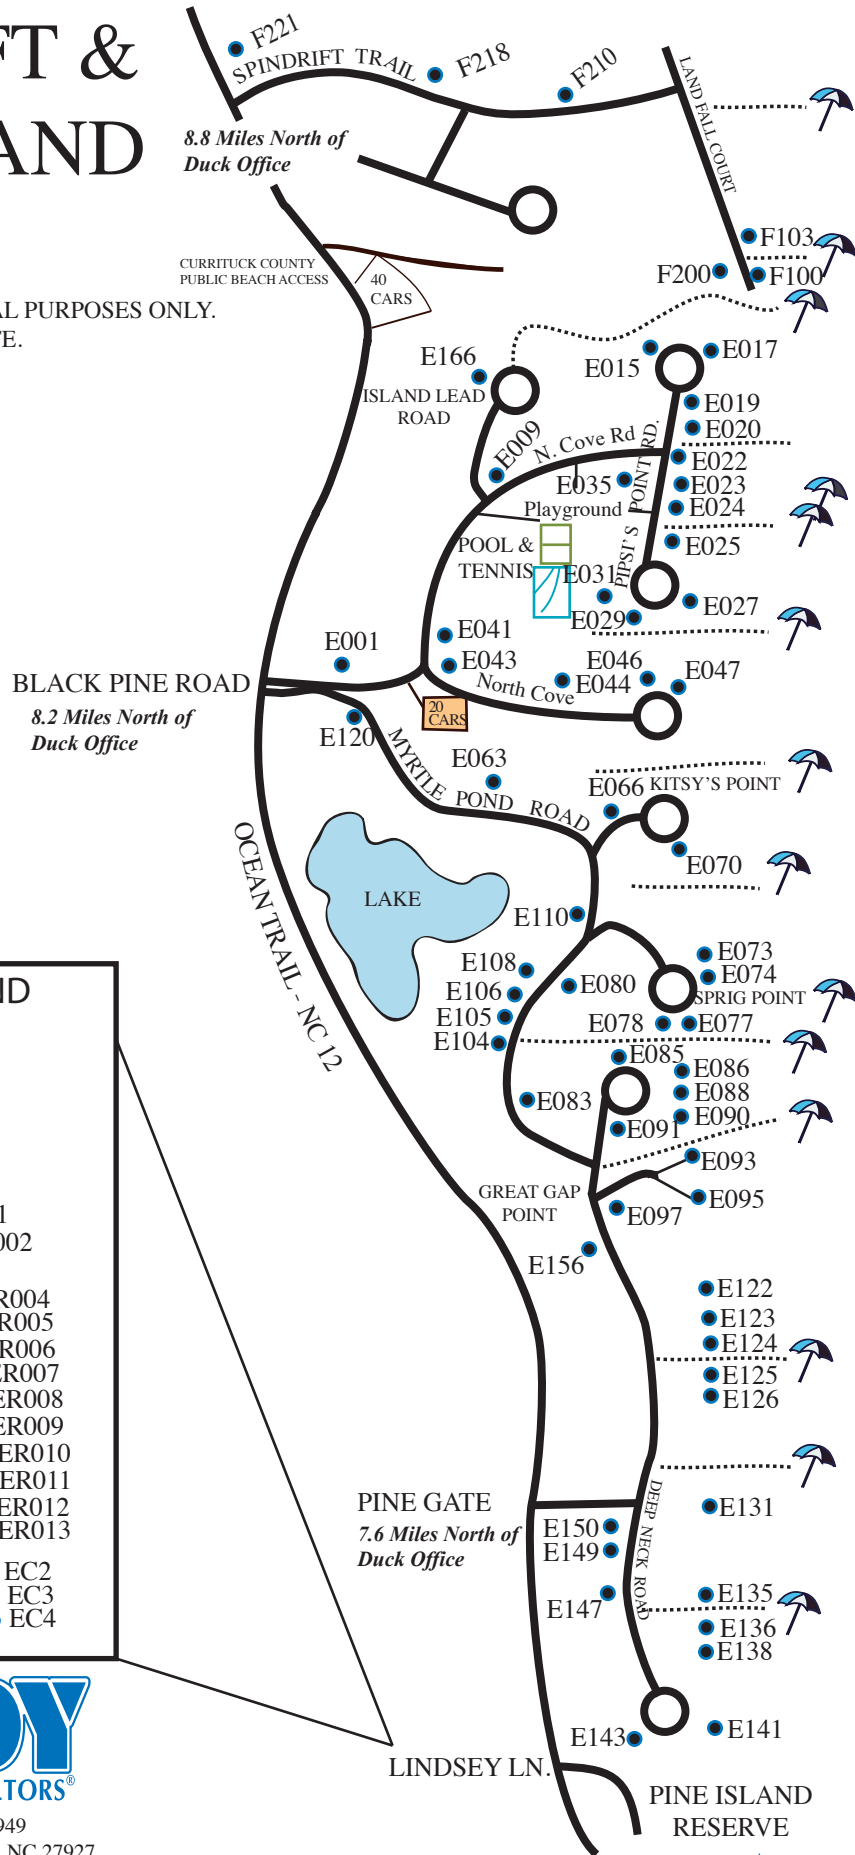 FT &
AND
F221
SPINDRIFT TRAIL
F218
F210
LAND FALL COURT
8.8 Miles North of
Duck Office
F103
F200
F100
CURRITUCK COUNTY
PUBLIC BEACH ACCESS
40
CARS
AL PURPOSES ONLY.
TE.
E166
ISLAND LEAD
ROAD
E015
E017
E019
E020
E009
N. Cove Rd
PIPSI'S POINT RD.
E022
E035
E023
Playground
E024
POOL &
TENNIS
E025
E031
E027
E029
E041
E001
E043
E046
E047
E044
North Cove
BLACK PINE ROAD
8.2 Miles North of
Duck Office
20
CARS
E120
MYRTLE POND ROAD
E063
E066
KITSY'S POINT
E070
OCEAN TRAIL - NC 12
LAKE
E110
E073
E108
E074
E080
E106
SPRIG POINT
E105
E078
E077
E104
E085
E086
E088
E083
E090
E091
E093
GREAT GAP
POINT
E095
E097
E156
E122
E123
E124
E125
E126
ND
1
002
R004
R005
R006
ER007
ER008
ER009
ER010
ER011
ER012
ER013
EC2
EC3
EC4
PINE GATE
7.6 Miles North of
Duck Office
DEEP NECK ROAD
E131
E150
E149
E147
E135
E136
E138
E143
E141
OY
LTORS®
LINDSEY LN.
PINE ISLAND
RESERVE
949
, NC 27927